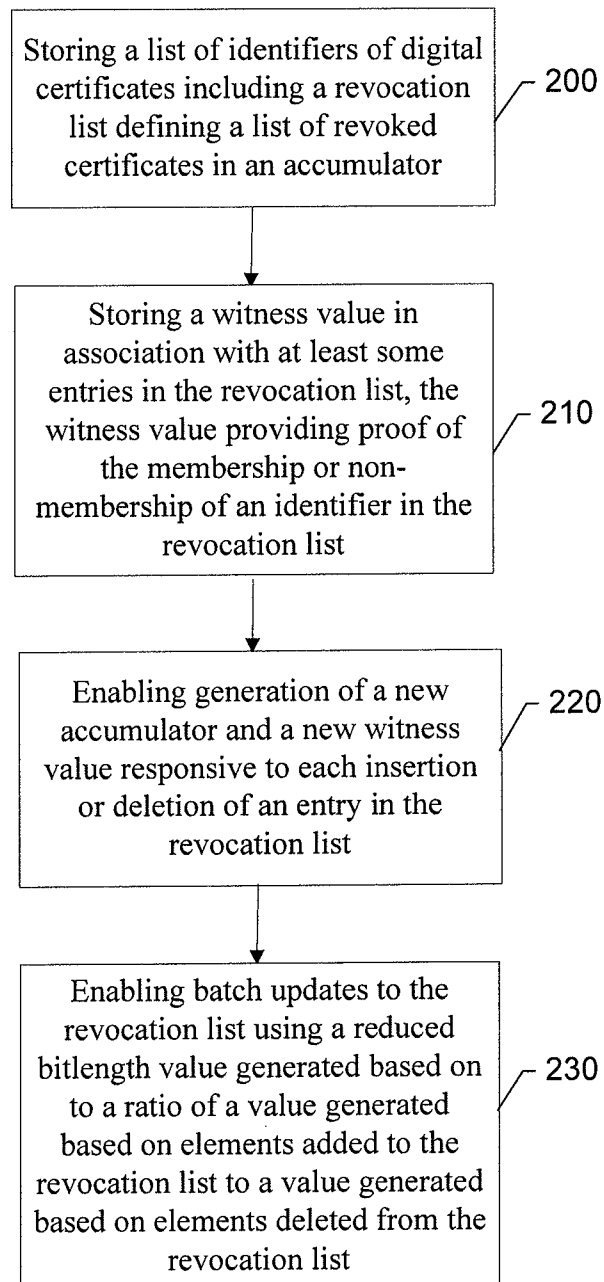 Storing a list of identifiers of digital
certificates including a revocation
list defining a list of revoked
certificates in an accumulator
200
Storing a witness value in
association with at least some
entries in the revocation list, the
witness value providing proof of
the membership or non-
membership of an identifier in the
revocation list
210
Enabling generation of a new
accumulator and a new witness
value responsive to each insertion
or deletion of an entry in the
revocation list
220
Enabling batch updates to the
revocation list using a reduced
bitlength value generated based on
to a ratio of a value generated
based on elements added to the
revocation list to a value generated
based on elements deleted from the
revocation list
230